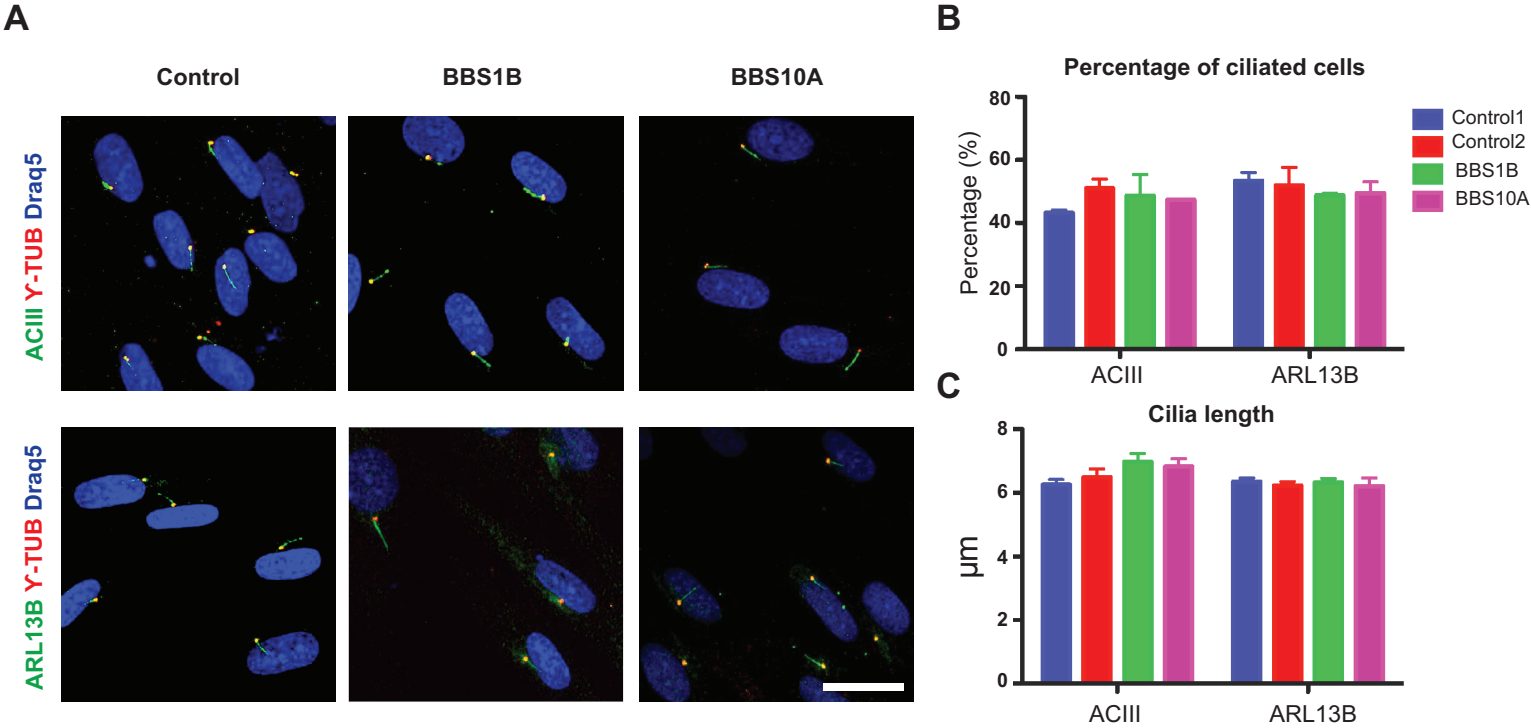 A
Control
BBS1B
BBS10A
ACIII ϒ-TUB Draq5
ARL13B ϒ-TUB Draq5
B
Percentage of ciliated cells
Percentage (%)
80
60
40
20
0
ACIII
ARL13B
Control1
Control2
BBS1B
BBS10A
C
Cilia length
µm
8
6
4
2
0
ACIII
ARL13B